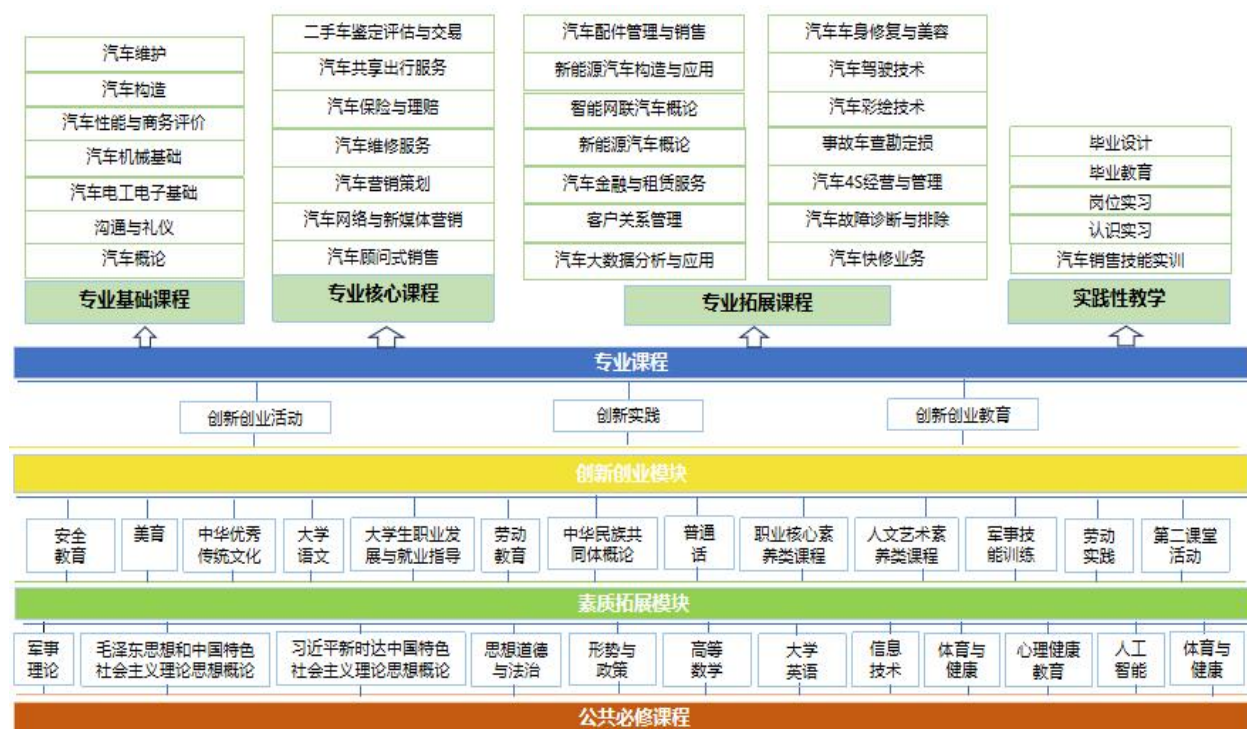 汽车维护
汽车构造
汽车性能与商务评价
汽车机械基础
汽车电工电子基础
沟通与礼仪
汽车概论
专业基础课程
二手车鉴定评估与交易
汽车共享出行服务
汽车保险与理赔
汽车维修服务
汽车营销策划
汽车网络与新媒体营销
汽车顾问式销售
专业核心课程
汽车配件管理与销售
新能源汽车构造与应用
智能网联汽车概论
新能源汽车概论
汽车金融与租赁服务
客户关系管理
汽车大数据分析与应用
汽车车身修复与美容
汽车驾驶技术
汽车彩绘技术
事故车查勘定损
汽车4S经营与管理
汽车故障诊断与排除
汽车快修业务
专业拓展课程
毕业设计
毕业教育
岗位实习
认识实习
汽车销售技能实训
实践性教学
专业课程
创新创业活动
创新实践
创新创业教育
创新创业模块
安全
教育
美育
中华优秀
传统文化
大学
语文
大学生职业发
展与就业指导
劳动
教育
中华民族共
同体概论
普通
话
职业核心素
养类课程
人文艺术素
养类课程
军事技
能训练
劳动
实践
第二课堂
活动
素质拓展模块
军事
理论
毛泽东思想和中国特色
社会主义理论思想概论
习近平新时达中国特色
社会主义理论思想概论
思想道德
与法治
形势与
政策
高等
数学
大学
英语
信息
技术
体育与
健康
心理健康
教育
人工
智能
体育与
健康
公共必修课程